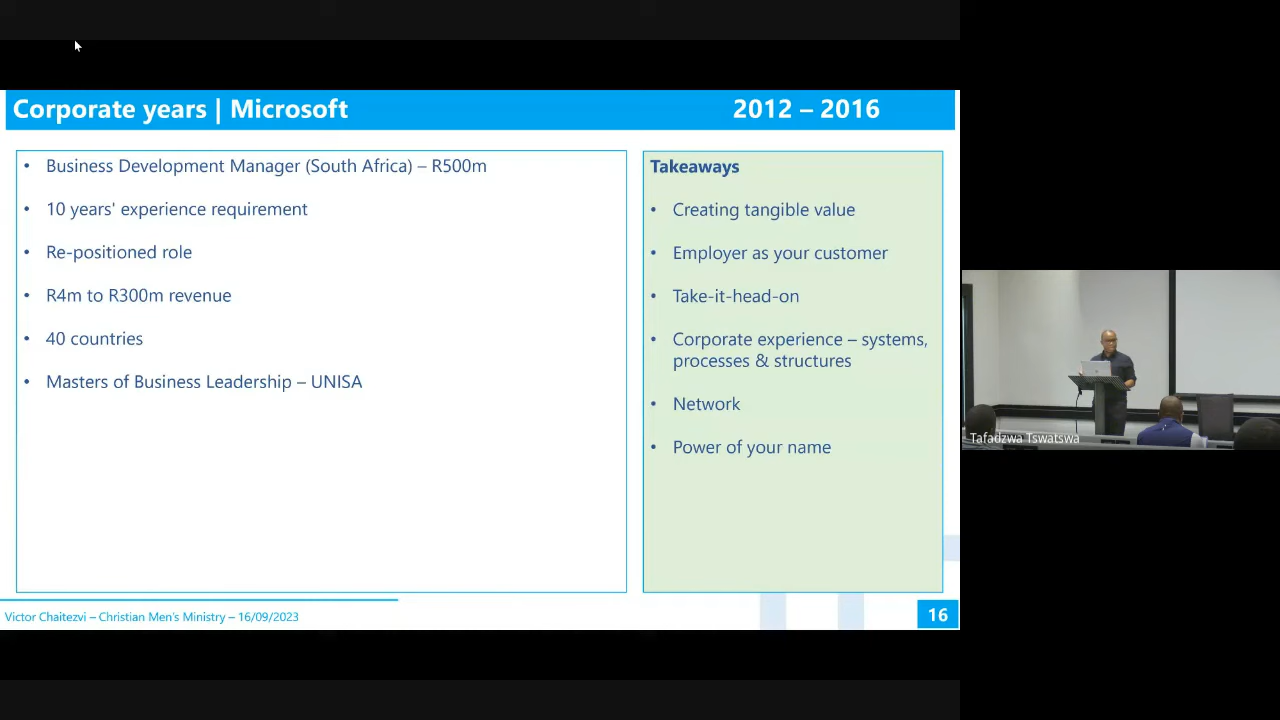 Corporate years | Microsoft
2012 – 2016
• Business Development Manager (South Africa) – R500m
• 10 years' experience requirement
• Re-positioned role
• R4m to R300m revenue
• 40 countries
• Masters of Business Leadership – UNISA
Takeaways
• Creating tangible value
• Employer as your customer
• Take-it-head-on
• Corporate experience – systems,
processes & structures
• Network
• Power of your name
Victor Chaitezvi – Christian Men's Ministry – 16/09/2023
16
Tafadzwa Tswatswa